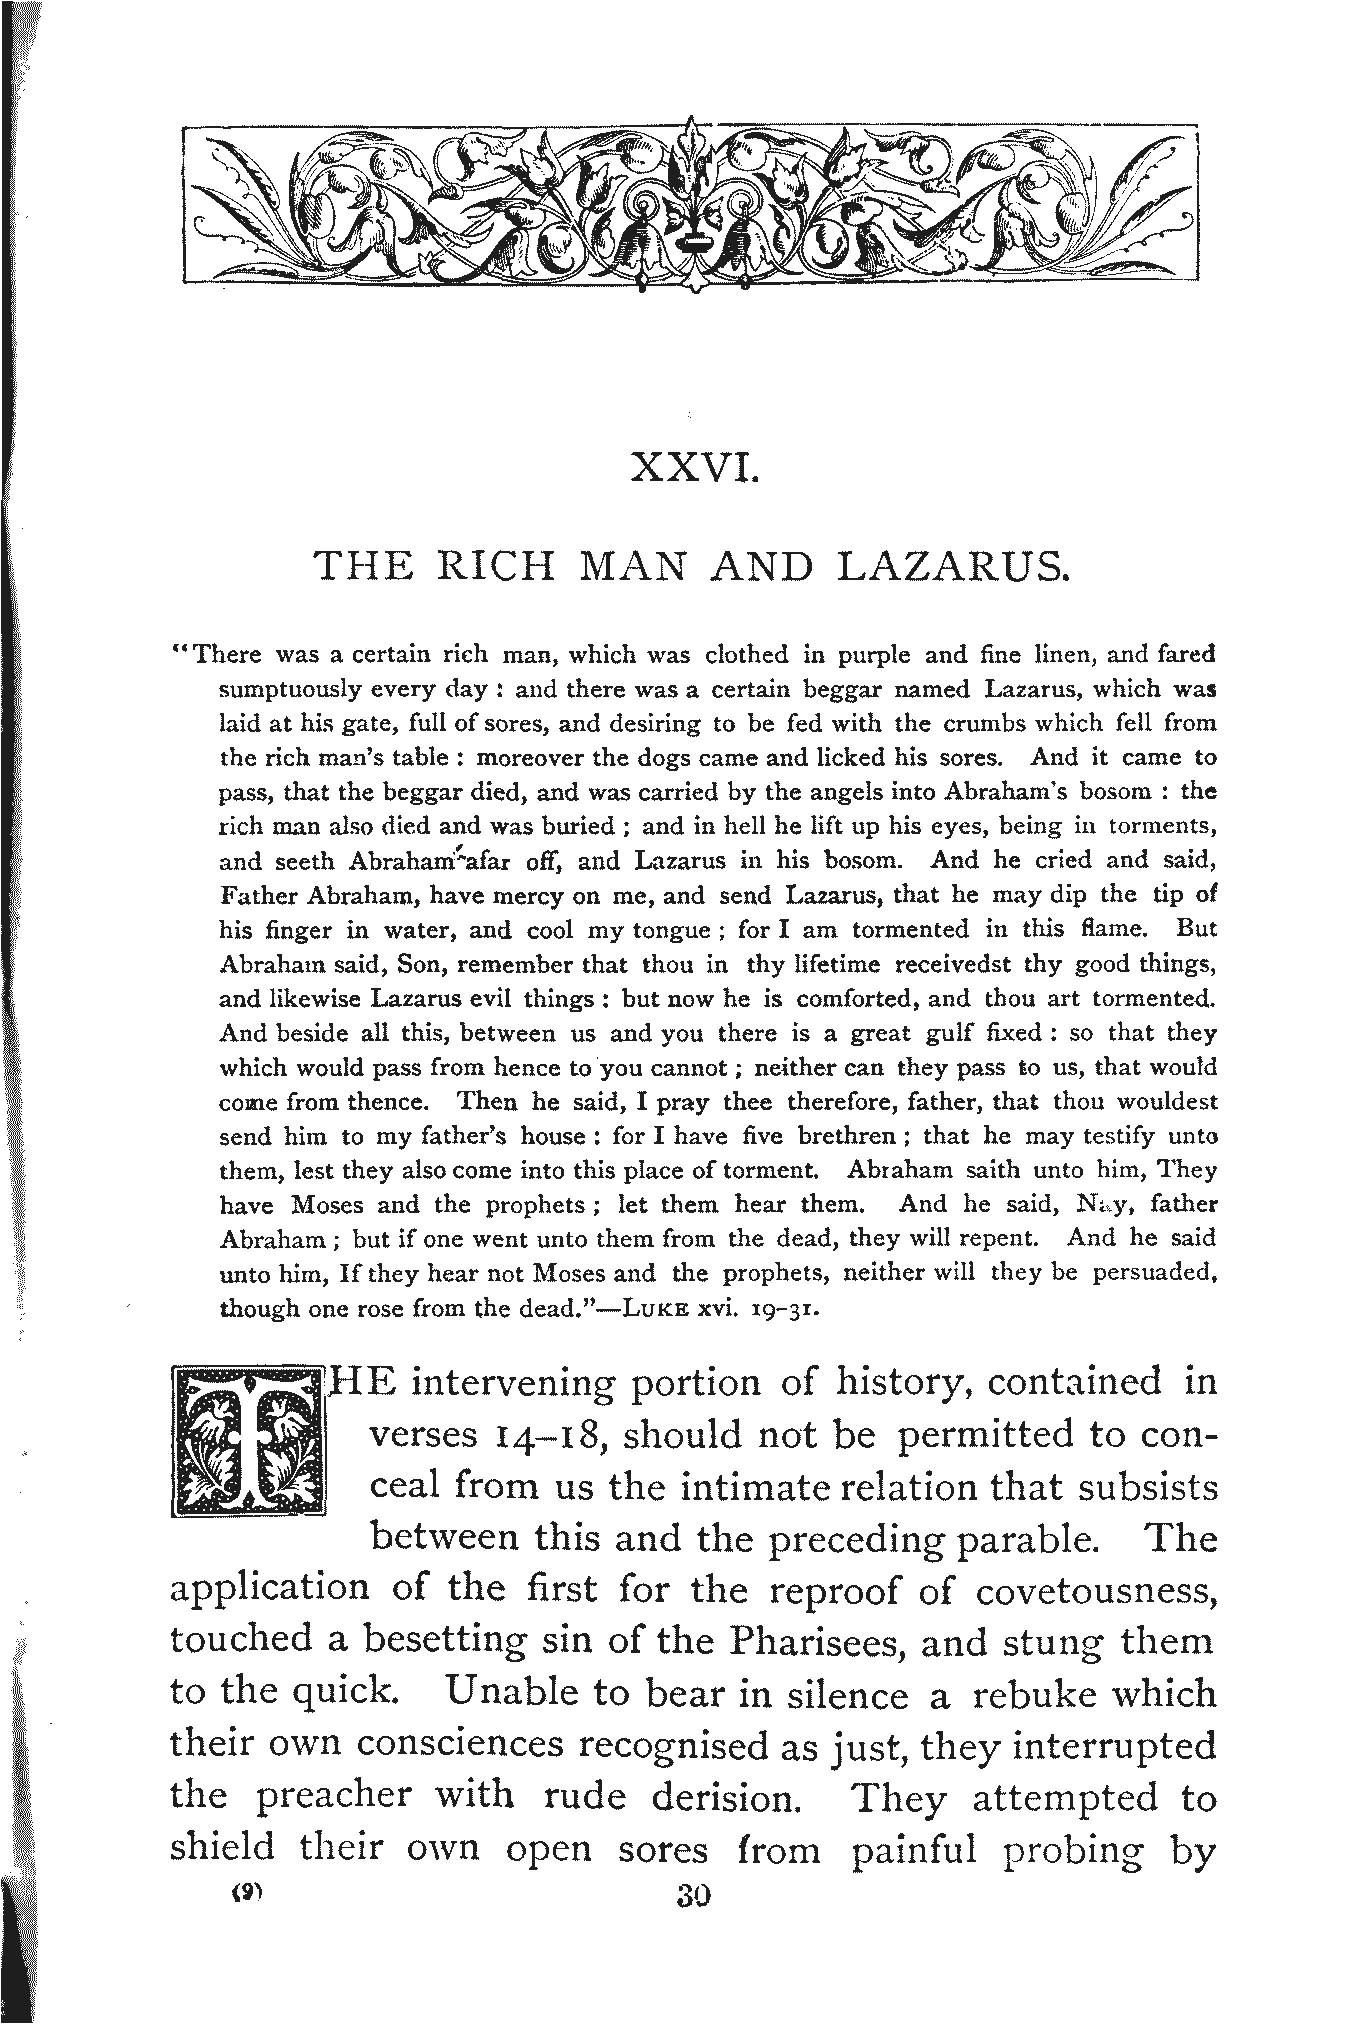 XXVI.
THE RICH MAN AND LAZARUS.
“There was a certain rich man, which was clothed in purple and fine linen, and fared
sumptuously every day : and there was a certain beggar named Lazarus, which was
laid at his gate, full of sores, and desiring to be fed with the crumbs which fell from
the rich man’s table : moreover the dogs came and licked his sores. And it came to
pass, that the beggar died, and was carried by the angels into Abraham’s bosom : the
rich man also died and was buried ; and in hell he lift up his eyes, being in torments,
and seeth Abraham afar off, and Lazarus in his bosom. And he cried and said,
Father Abraham, have mercy on me, and send Lazarus, that he may dip the tip of
his finger in water, and cool my tongue ; for I am tormented in this flame. But
Abraham said, Son, remember that thou in thy lifetime receivedst thy good things,
and likewise Lazarus evil things : but now he is comforted, and thou art tormented.
And beside all this, between us and you there is a great gulf fixed : so that they
which would pass from hence to you cannot ; neither can they pass to us, that would
come from thence. Then he said, I pray thee therefore, father, that thou wouldest
send him to my father’s house : for I have five brethren ; that he may testify unto
them, lest they also come into this place of torment. Abraham saith unto him, They
have Moses and the prophets ; let them hear them. And he said, Nay, father
Abraham ; but if one went unto them from the dead, they will repent. And he said
unto him, If they hear not Moses and the prophets, neither will they be persuaded,
though one rose from the dead.”—LUKE xvi. 19–31.
THE intervening portion of history, contained in
verses 14–18, should not be permitted to con-
ceal from us the intimate relation that subsists
between this and the preceding parable. The
application of the first for the reproof of covetousness,
touched a besetting sin of the Pharisees, and stung them
to the quick. Unable to bear in silence a rebuke which
their own consciences recognised as just, they interrupted
the preacher with rude derision. They attempted to
shield their own open sores from painful probing by
(9) 30